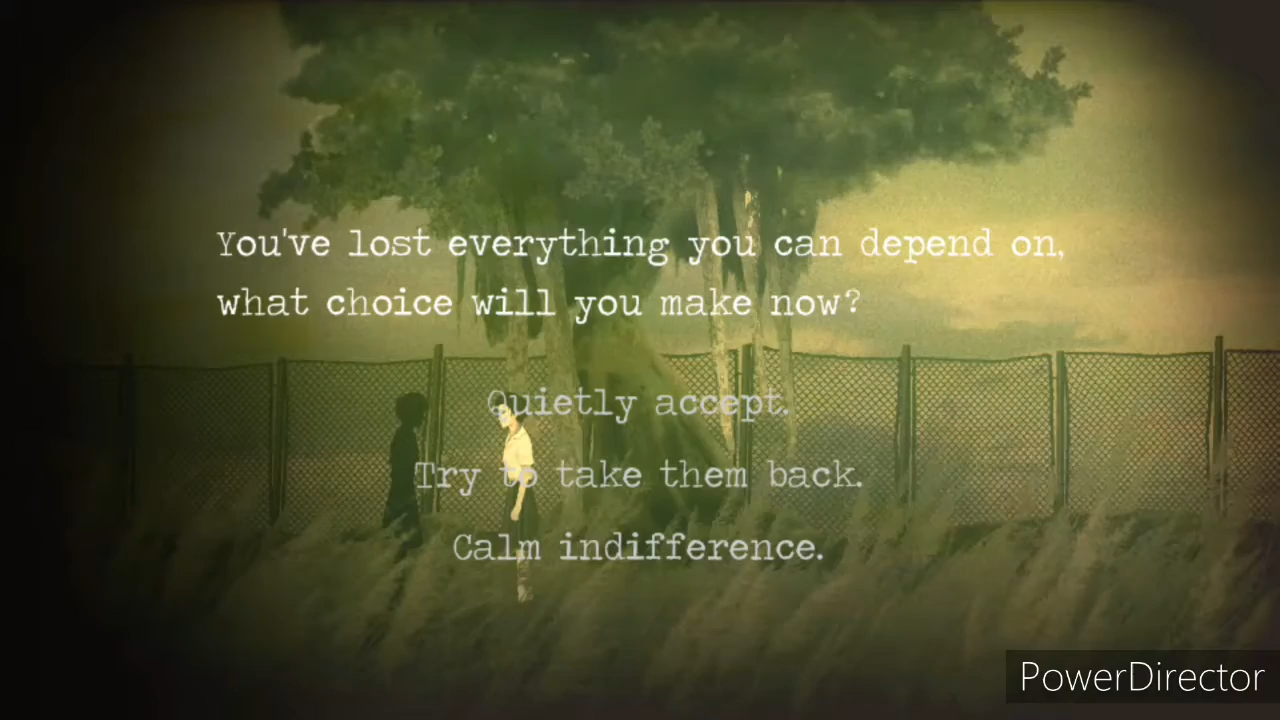 You've lost everything you can depend on,
what choice will you make now?
Quietly accept.
Try to take them back.
Calm indifference.
PowerDirector